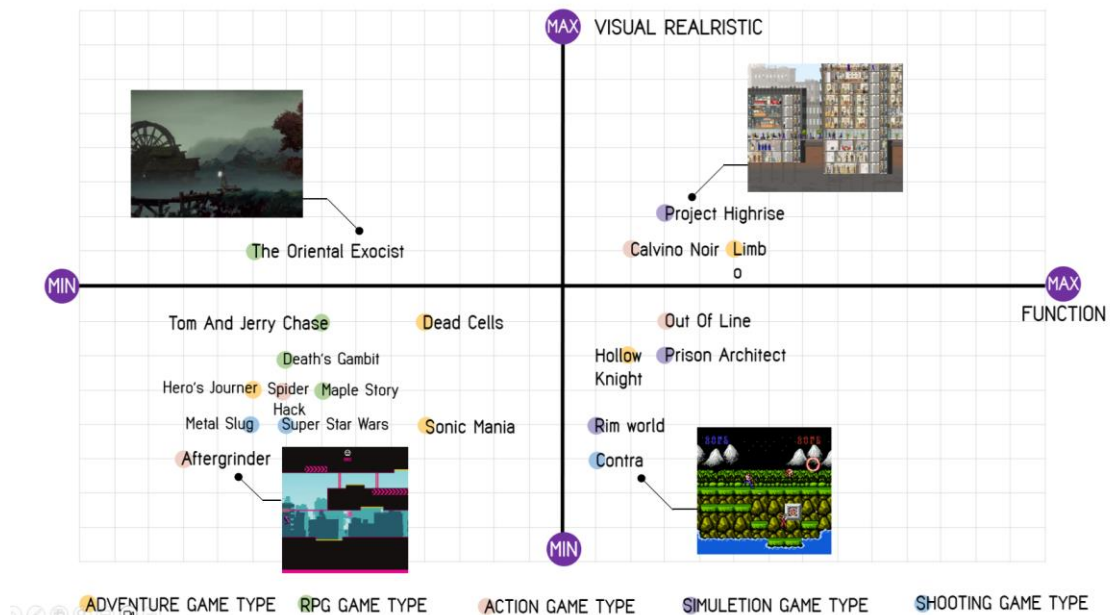 MAX VISUAL REALRISTIC
Project Highrise
The Oriental Exocist
Calvino Noir
Limb
o
MIN
MAX
FUNCTION
Tom And Jerry Chase
Dead Cells
Out Of Line
Death's Gambit
Hollow
Knight
Prison Architect
Hero's Journer
Spider
Hack
Maple Story
Metal Slug
Super Star Wars
Sonic Mania
Rim world
Aftergrinder
Contra
MIN
ADVENTURE GAME TYPE
RPG GAME TYPE
ACTION GAME TYPE
SIMULETION GAME TYPE
SHOOTING GAME TYPE